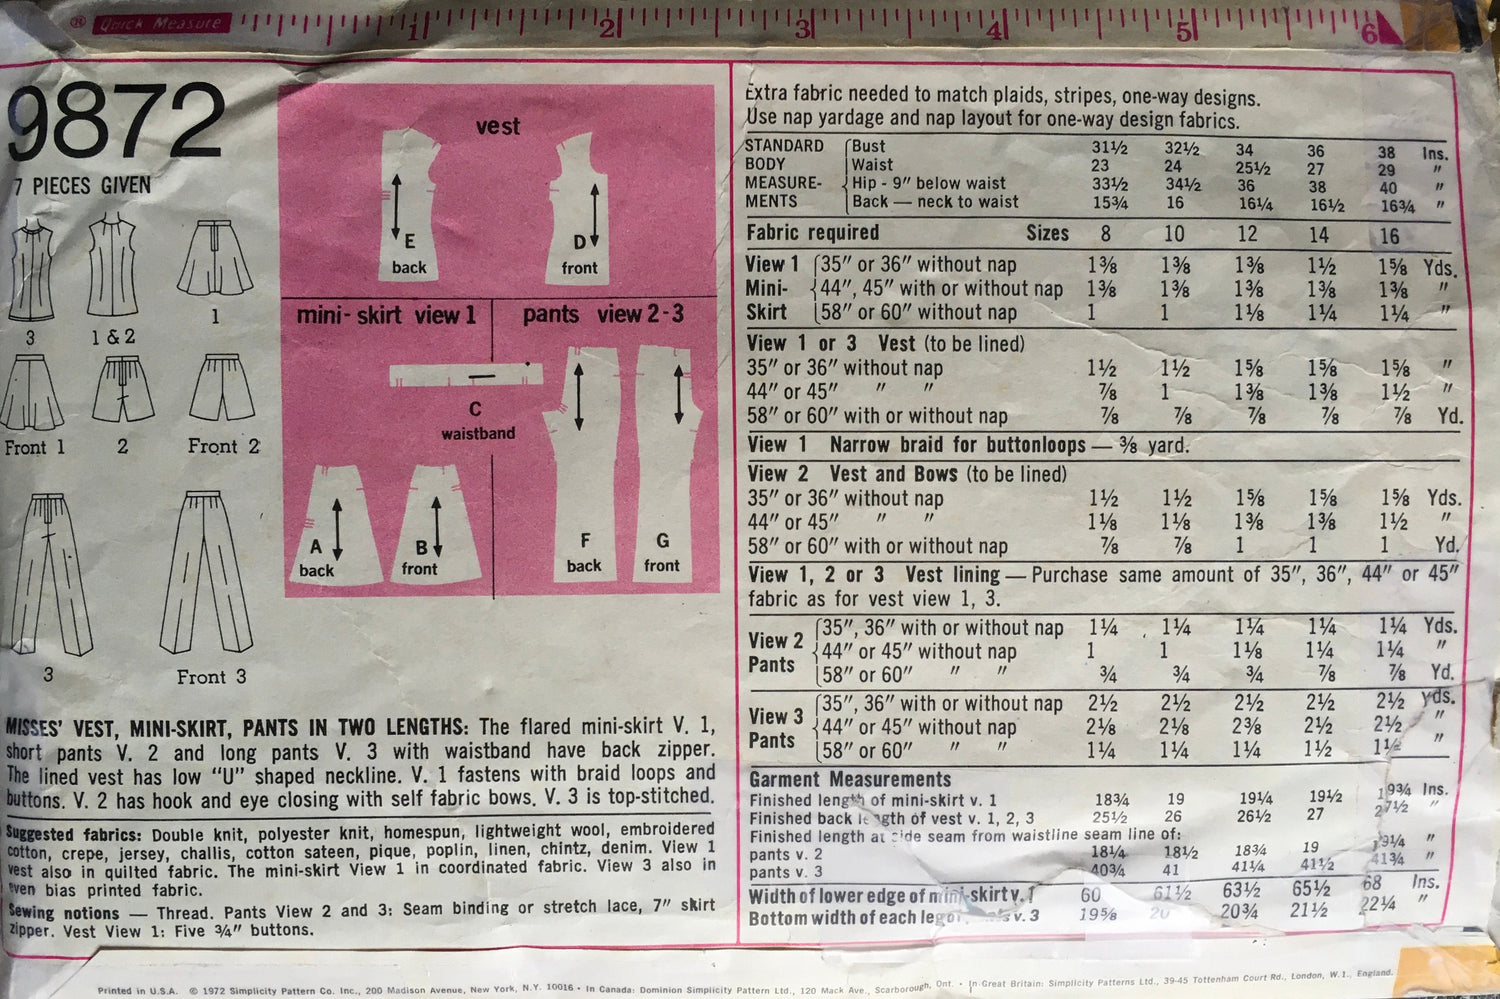 ® Quick Measure 1 2 3 4 5 6
9872
7 PIECES GIVEN
3
1 & 2
1
Front 1
2
Front 2
3
Front 3
vest
E
back
D
front
mini-skirt view 1
pants view 2-3
C
waistband
A
back
B
front
F
back
G
front
MISSES' VEST, MINI-SKIRT, PANTS IN TWO LENGTHS: The flared mini-skirt V. 1,
short pants V. 2 and long pants V. 3 with waistband have back zipper.
The lined vest has low "U" shaped neckline. V. 1 fastens with braid loops and
buttons. V. 2 has hook and eye closing with self fabric bows. V. 3 is top-stitched.
Suggested fabrics: Double knit, polyester knit, homespun, lightweight wool, embroidered
cotton, crepe, jersey, challis, cotton sateen, pique, poplin, linen, chintz, denim. View 1
vest also in quilted fabric. The mini-skirt View 1 in coordinated fabric. View 3 also in
even bias printed fabric.
Sewing notions — Thread. Pants View 2 and 3: Seam binding or stretch lace, 7" skirt
zipper. Vest View 1: Five ¾" buttons.
Extra fabric needed to match plaids, stripes, one-way designs.
Use nap yardage and nap layout for one-way design fabrics.
STANDARD Bust 31½ 32½ 34 36 38 Ins.
BODY Waist 23 24 25½ 27 29 "
MEASURE- Hip - 9" below waist 33½ 34½ 36 38 40 "
MENTS Back — neck to waist 15¾ 16 16¼ 16½ 16¾ "
Fabric required Sizes 8 10 12 14 16
View 1 35" or 36" without nap 1⅜ 1⅜ 1⅜ 1½ 1⅝ Yds.
Mini- 44", 45" with or without nap 1⅜ 1⅜ 1⅜ 1⅜ 1⅜ "
Skirt 58" or 60" without nap 1 1 1⅛ 1¼ 1¼ "
View 1 or 3 Vest (to be lined)
35" or 36" without nap 1½ 1½ 1⅝ 1⅝ 1⅝ "
44" or 45" " " ⅞ 1 1⅜ 1⅜ 1½ "
58" or 60" with or without nap ⅞ ⅞ ⅞ ⅞ ⅞ Yd.
View 1 Narrow braid for buttonloops — ⅜ yard.
View 2 Vest and Bows (to be lined)
35" or 36" without nap 1½ 1½ 1⅝ 1⅝ 1⅝ Yds.
44" or 45" " " 1⅛ 1⅛ 1⅜ 1⅜ 1½ "
58" or 60" with or without nap ⅞ ⅞ 1 1 1 Yd.
View 1, 2 or 3 Vest lining — Purchase same amount of 35", 36", 44" or 45"
fabric as for vest view 1, 3.
View 2 35", 36" with or without nap 1¼ 1¼ 1¼ 1¼ 1¼ Yds.
Pants 44" or 45" without nap 1 1 1⅛ 1¼ 1¼ "
58" or 60" " " ¾ ¾ ¾ ⅞ ⅞ Yd.
View 3 35", 36" with or without nap 2½ 2½ 2½ 2½ 2½ Yds.
Pants 44" or 45" without nap 2⅛ 2⅛ 2⅜ 2½ 2½ "
58" or 60" " " 1¼ 1¼ 1¼ 1½ "
Garment Measurements
Finished length of mini-skirt v. 1 18¾ 19 19¼ 19½ 19¾ Ins.
Finished back length of vest v. 1, 2, 3 25½ 26 26½ 27 27½ "
Finished length at side seam from waistline seam line of:
pants v. 2 18¼ 18½ 18¾ 19 19¼ "
pants v. 3 40¾ 41 41¼ 41½ 41¾ "
Width of lower edge of mini-skirt v. 1 60 61½ 63½ 65½ 68 Ins.
Bottom width of each leg v. 3 19⅝ 20¾ 21½ 22¼ "
Printed in U.S.A. © 1972 Simplicity Pattern Co. Inc., 200 Madison Avenue, New York, N.Y. 10016 • In Canada: Dominion Simplicity Pattern Ltd., 120 Mack Ave., Scarborough, Ont. • In Great Britain: Simplicity Patterns Ltd., 39-45 Tottenham Court Rd., London, W.1., England.